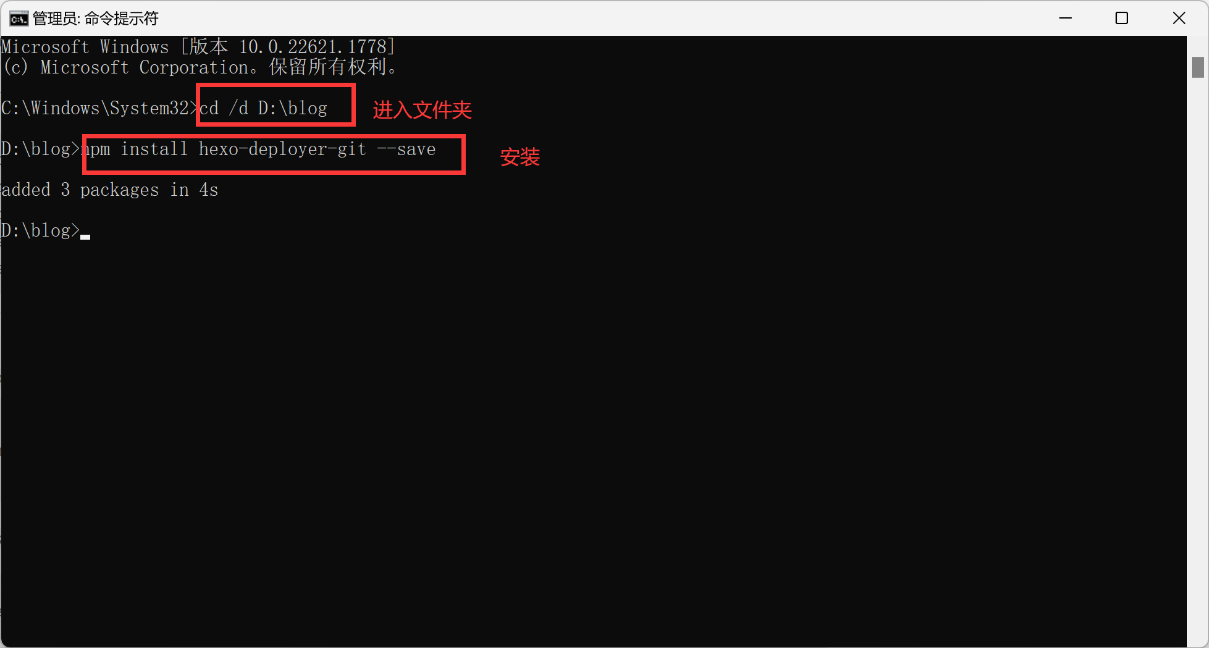 管理员: 命令提示符
Microsoft Windows [版本 10.0.22621.1778]
(c) Microsoft Corporation。保留所有权利。
C:\Windows\System32>cd /d D:\blog 进入文件夹
D:\blog>npm install hexo-deployer-git --save 安装
added 3 packages in 4s
D:\blog>